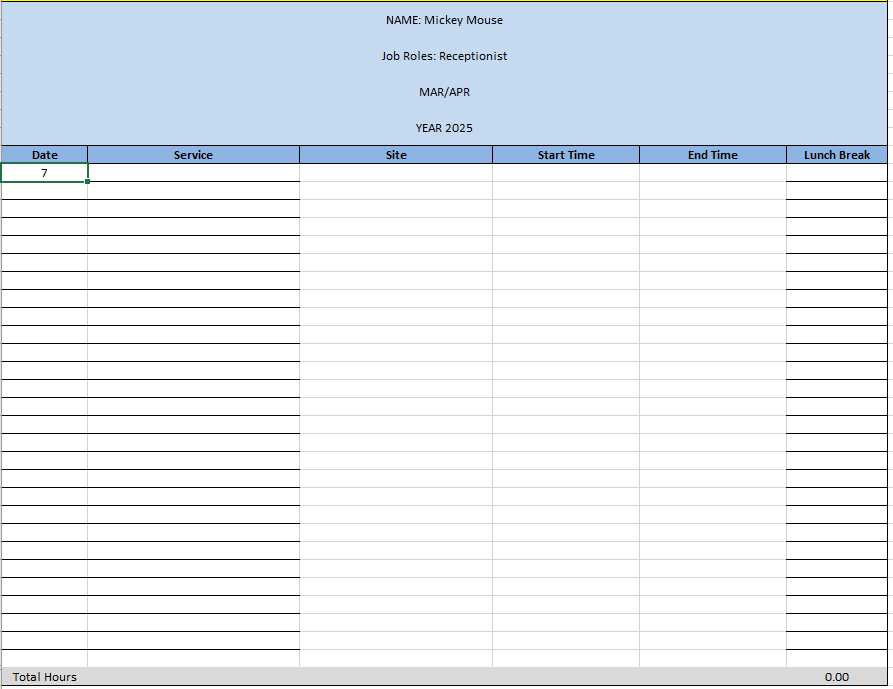 NAME: Mickey Mouse
Job Roles: Receptionist
MAR/APR
YEAR 2025
Date Service Site Start Time End Time Lunch Break
7
Total Hours 0.00